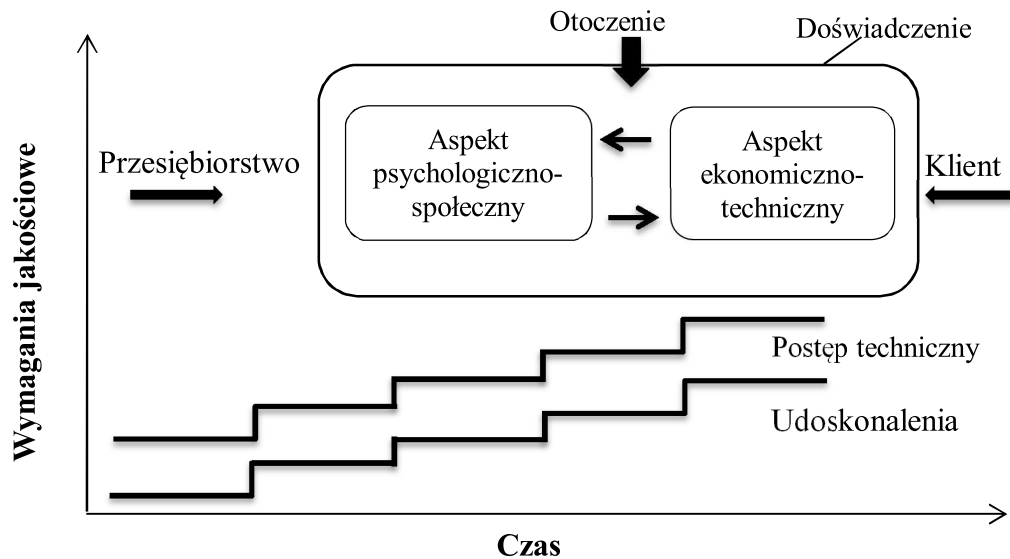 Otoczenie
Doświadczenie
Przesiębiorstwo
Aspekt
psychologiczno-
społeczny
Aspekt
ekonomiczno-
techniczny
Klient
Wymagania jakościowe
Postęp techniczny
Udoskonalenia
Czas